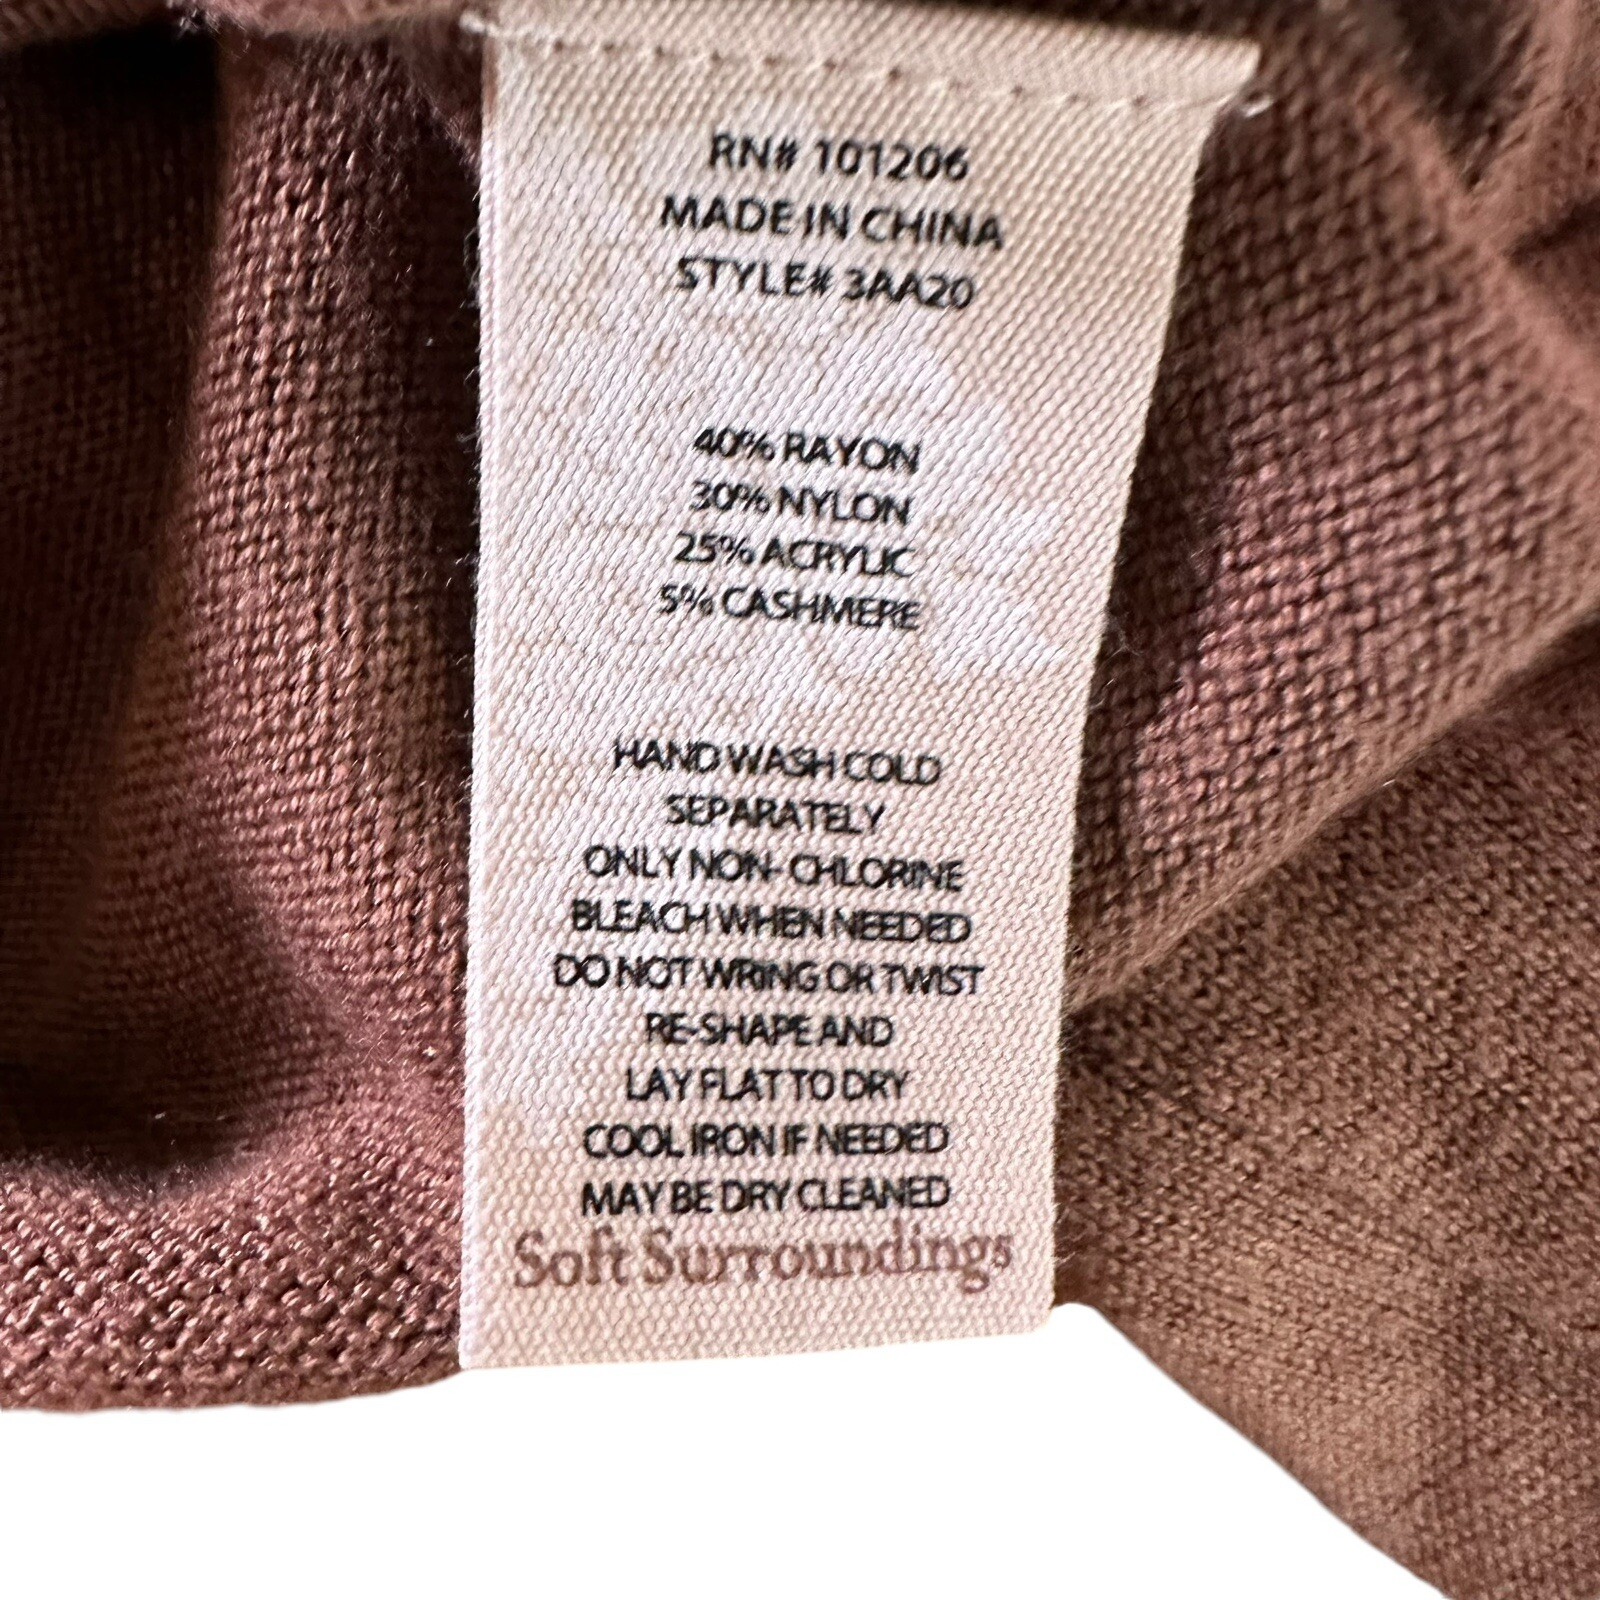 RN# 101206
MADE IN CHINA
STYLE# 3AA20
40% RAYON
30% NYLON
25% ACRYLIC
5% CASHMERE
HAND WASH COLD
SEPARATELY
ONLY NON-CHLORINE
BLEACH WHEN NEEDED
DO NOT WRING OR TWIST
RE-SHAPE AND
LAY FLAT TO DRY
COOL IRON IF NEEDED
MAY BE DRY CLEANED
Soft Surroundings